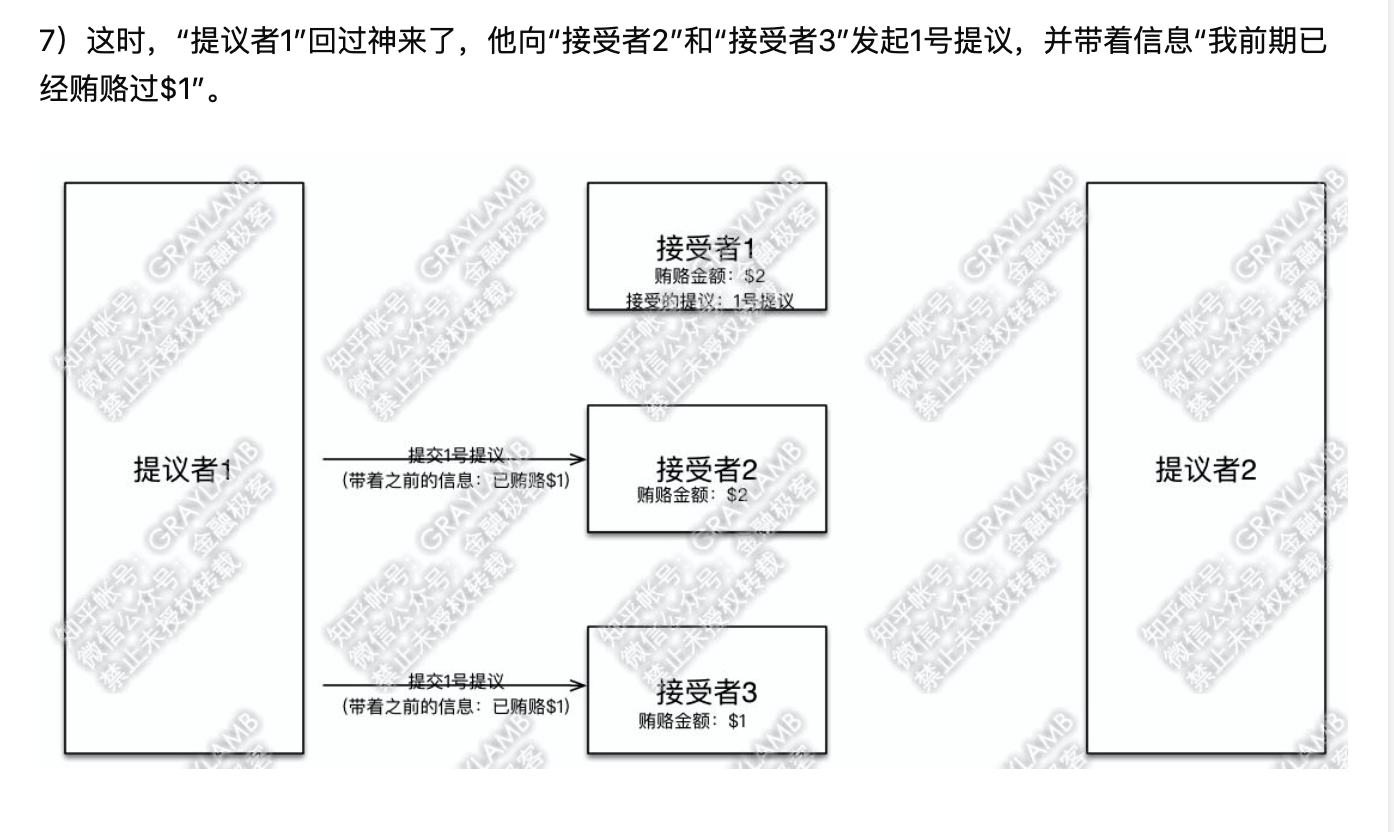 7）这时，“提议者1”回过神来了，他向“接受者2”和“接受者3”发起1号提议，并带着信息“我前期已
经贿赂过$1”。
接受者1
贿赂金额：$2
接受的提议：1号提议
提议者1
提交1号提议
（带着之前的信息：已贿赂$1）
接受者2
贿赂金额：$2
提议者2
提交1号提议
（带着之前的信息：已贿赂$1）
接受者3
贿赂金额：$1
知乎帐号：GRAYLAMB
微信公众号：金融极客
禁止未授权转载